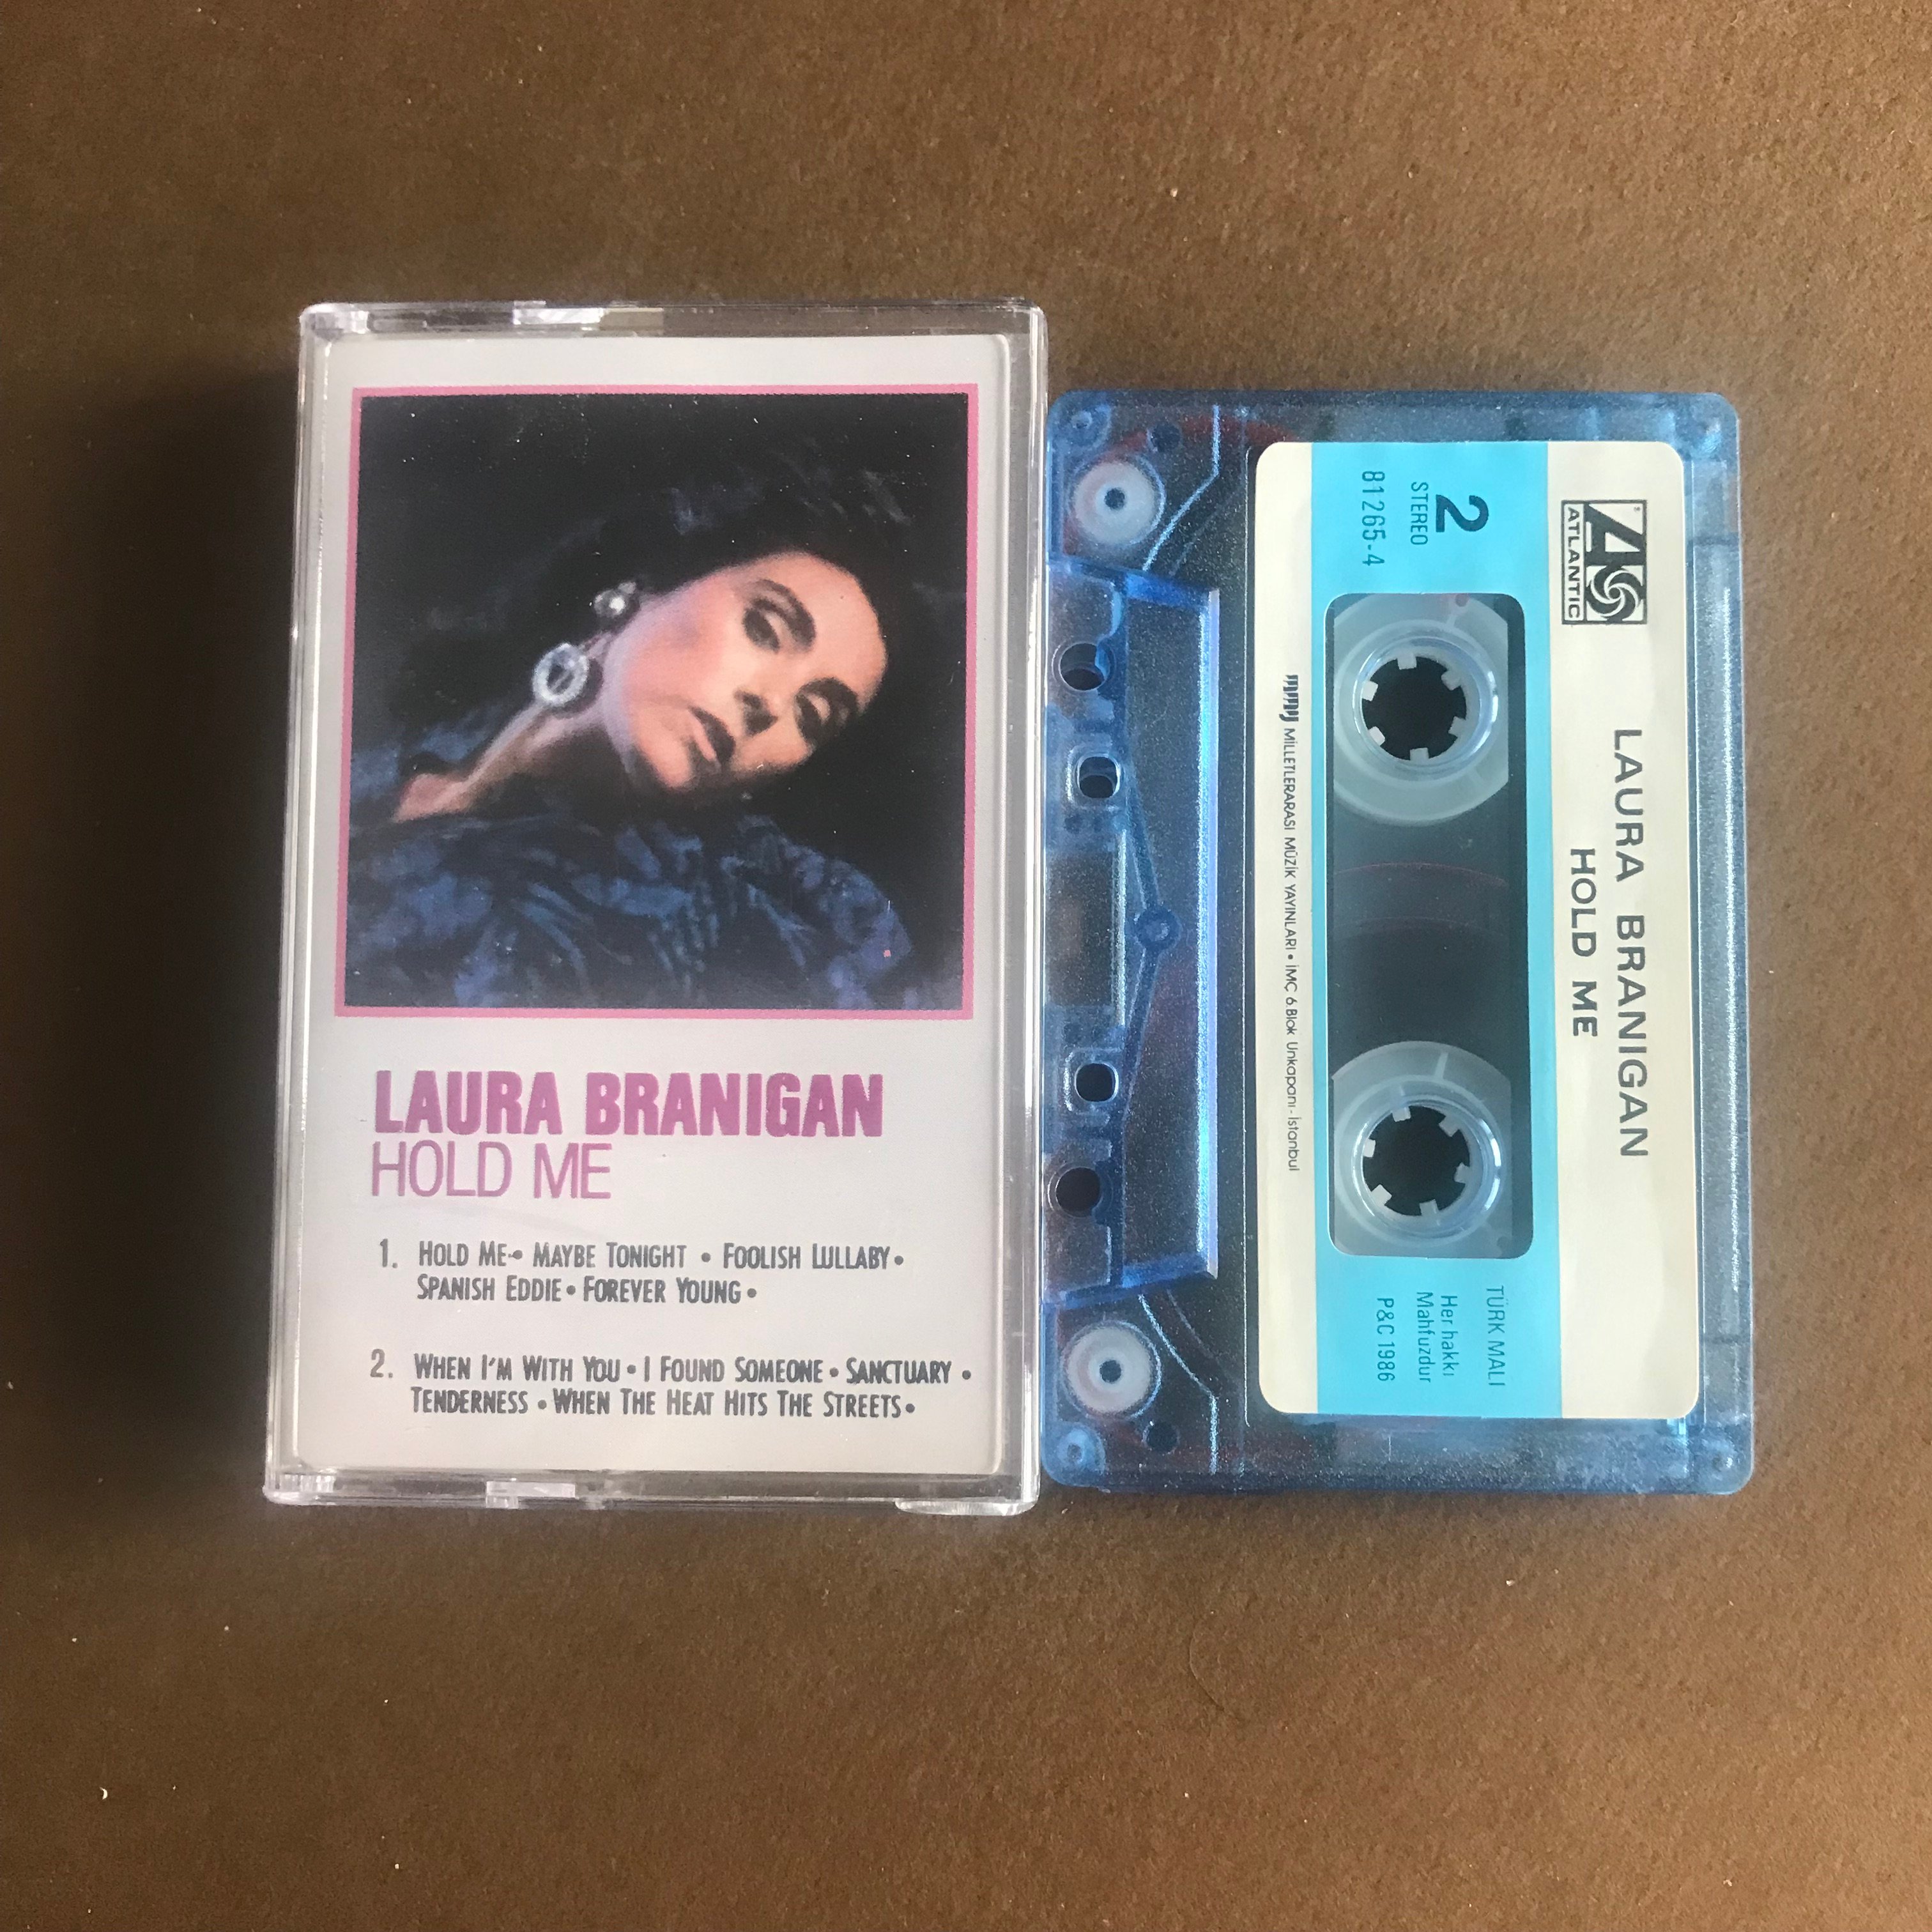 LAURA BRANIGAN
HOLD ME
1. HOLD ME • MAYBE TONIGHT • FOOLISH LULLABY •
SPANISH EDDIE • FOREVER YOUNG •
2. WHEN I'M WITH YOU • I FOUND SOMEONE • SANCTUARY •
TENDERNESS • WHEN THE HEAT HITS THE STREETS •
ATLANTIC
LAURA BRANIGAN
HOLD ME
2
STEREO
81265-4
TÜRK MALI
Her hakkı
Mahfuzdur
P&C 1986
MİLLETLERARASI MÜZİK YAYINLARI • İMÇ 6.Blok Unkapanı - İstanbul